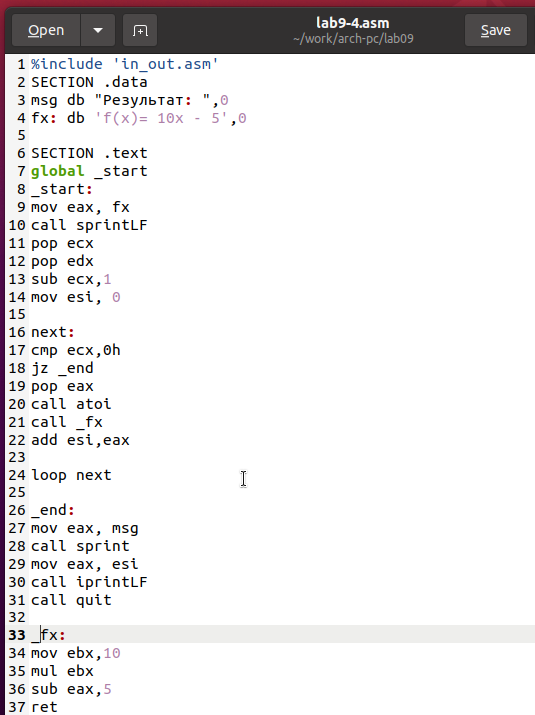 Open
lab9-4.asm
~/work/arch-pc/lab09
Save
1 %include 'in_out.asm'
2 SECTION .data
3 msg db "Результат: ",0
4 fx: db 'f(x)= 10x - 5',0
5
6 SECTION .text
7 global _start
8 _start:
9 mov eax, fx
10 call sprintLF
11 pop ecx
12 pop edx
13 sub ecx,1
14 mov esi, 0
15
16 next:
17 cmp ecx,0h
18 jz _end
19 pop eax
20 call atoi
21 call _fx
22 add esi,eax
23
24 loop next
25
26 _end:
27 mov eax, msg
28 call sprint
29 mov eax, esi
30 call iprintLF
31 call quit
32
33 _fx:
34 mov ebx,10
35 mul ebx
36 sub eax,5
37 ret